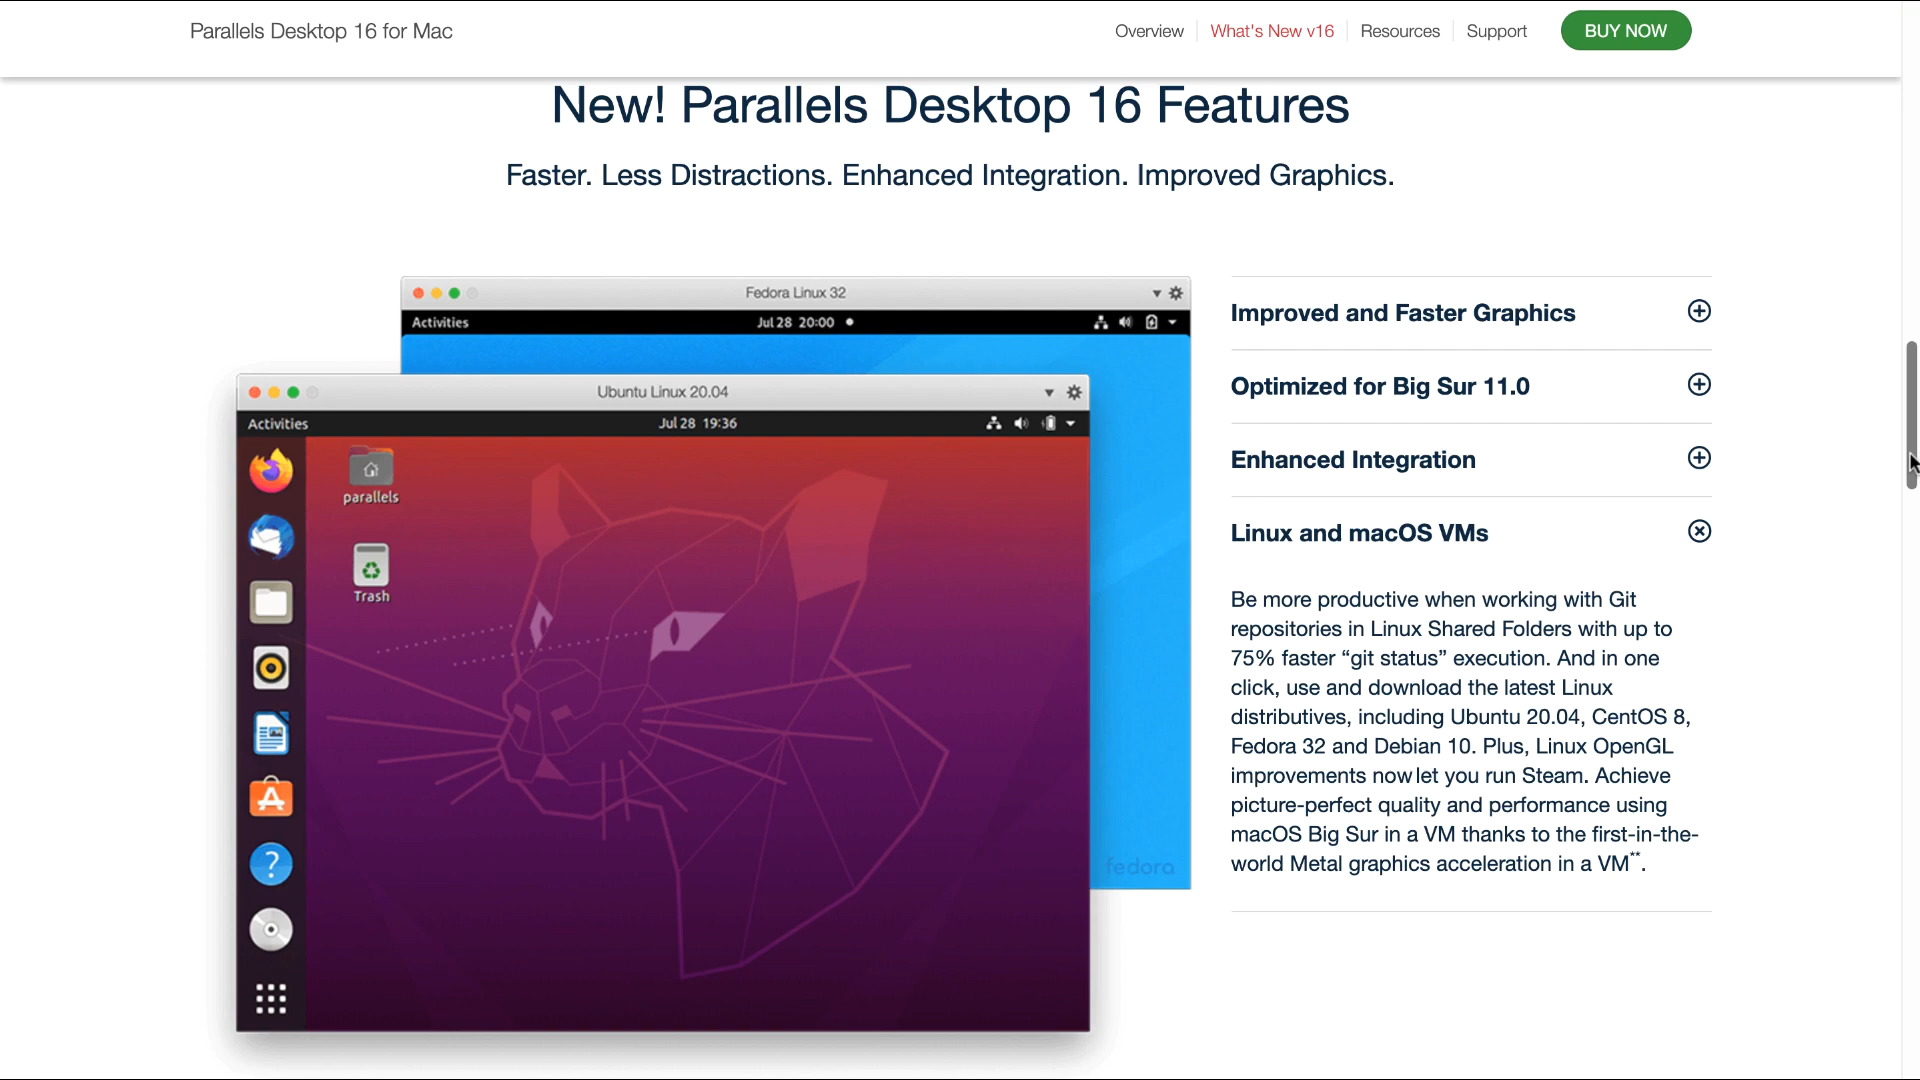 Parallels Desktop 16 for Mac
Overview
What's New v16
Resources
Support
BUY NOW
New! Parallels Desktop 16 Features
Faster. Less Distractions. Enhanced Integration. Improved Graphics.
Fedora Linux 32
Activities
Jul 28 20:00
Ubuntu Linux 20.04
Activities
Jul 28 19:36
parallels
Trash
fedora
Improved and Faster Graphics
Optimized for Big Sur 11.0
Enhanced Integration
Linux and macOS VMs
Be more productive when working with Git
repositories in Linux Shared Folders with up to
75% faster “git status” execution. And in one
click, use and download the latest Linux
distributives, including Ubuntu 20.04, CentOS 8,
Fedora 32 and Debian 10. Plus, Linux OpenGL
improvements now let you run Steam. Achieve
picture-perfect quality and performance using
macOS Big Sur in a VM thanks to the first-in-the-
world Metal graphics acceleration in a VM**.